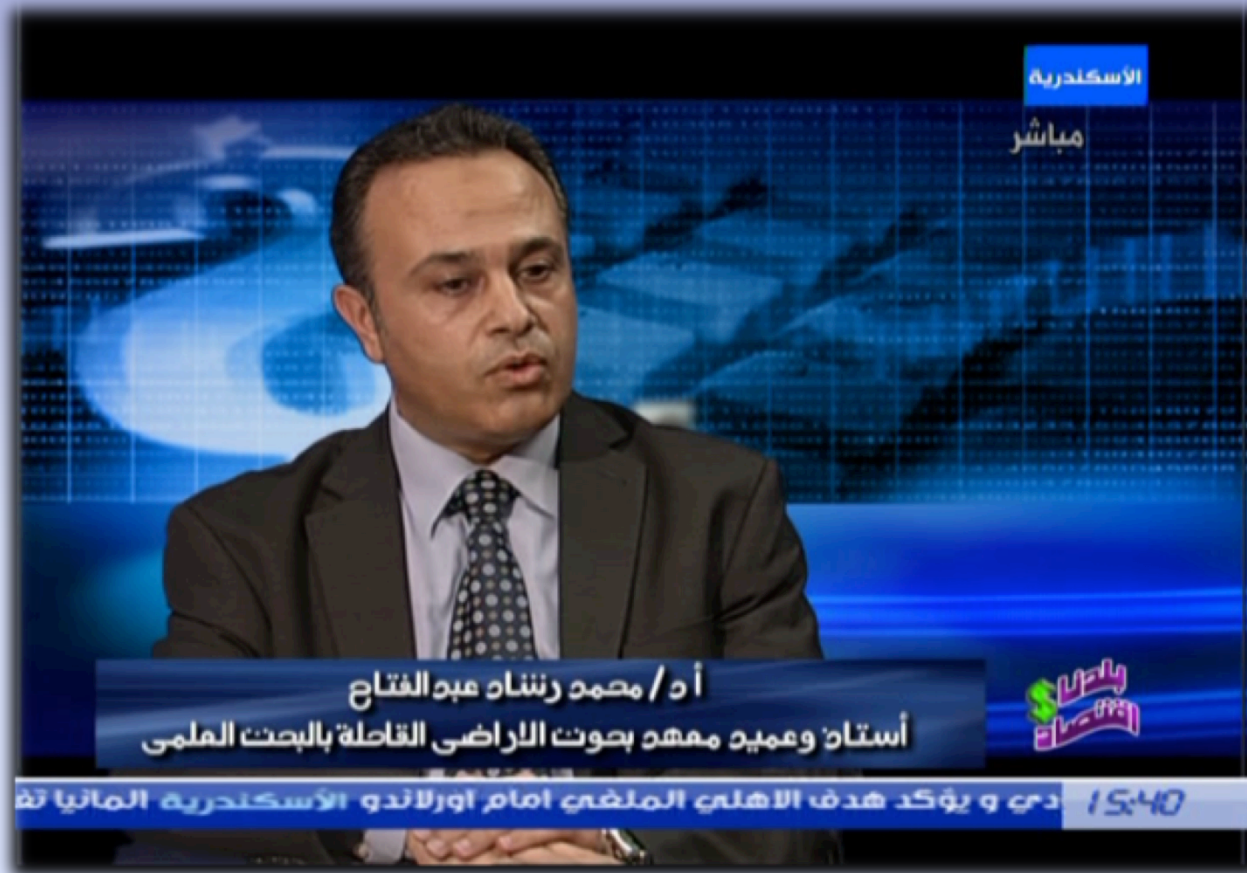 الأسكندرية
مباشر
أ د/ محمد رشاد عبدالفتاح
أستاذ وعميد معهد بحوث الاراضى القاحلة بالبحث العلمى
بلدنا
اقتصاد
$
دي و يؤكد هدف الاهلي الملغي امام اورلاندو الأسكندرية المانيا تف
15:40